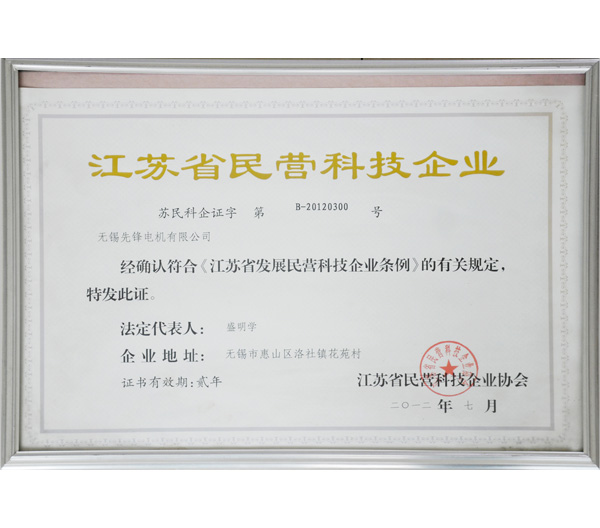 江苏省民营科技企业
苏民科企证字 第 B-20120300 号
无锡先锋电机有限公司
经确认符合《江苏省发展民营科技企业条例》的有关规定，
特发此证。
法定代表人：盛明学
企业地址：无锡市惠山区洛社镇花苑村
证书有效期：贰年
江苏省民营科技企业协会
二〇一二年 七 月